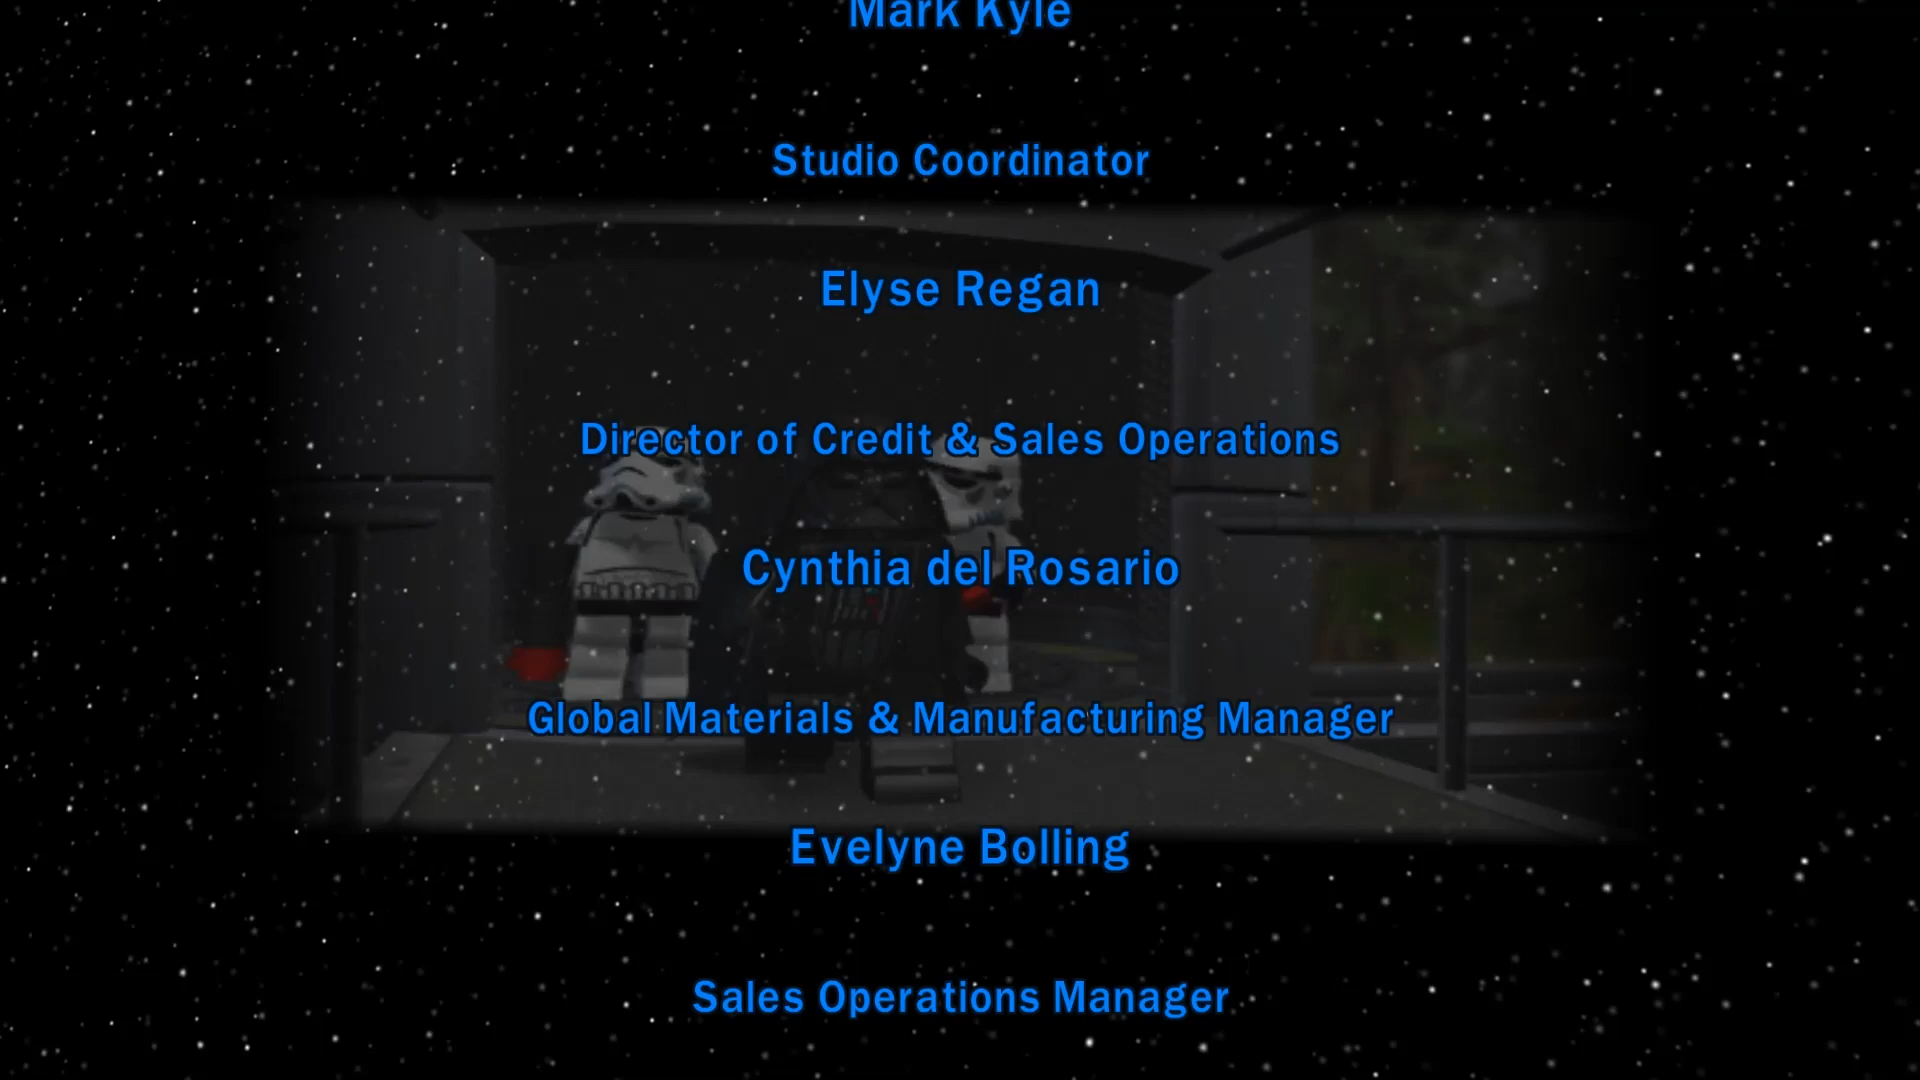 Mark Kyle
Studio Coordinator
Elyse Regan
Director of Credit & Sales Operations
Cynthia del Rosario
Global Materials & Manufacturing Manager
Evelyne Bolling
Sales Operations Manager